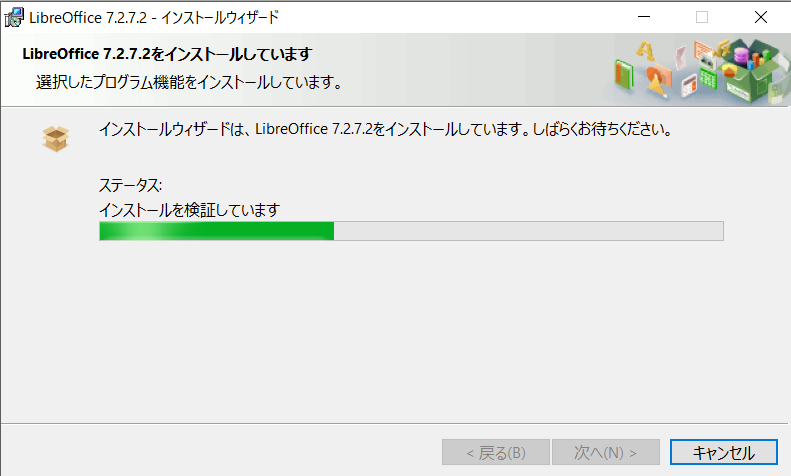 LibreOffice 7.2.7.2 - インストールウィザード
LibreOffice 7.2.7.2をインストールしています
選択したプログラム機能をインストールしています。
インストールウィザードは、LibreOffice 7.2.7.2をインストールしています。しばらくお待ちください。
ステータス:
インストールを検証しています
< 戻る(B)
次へ(N) >
キャンセル